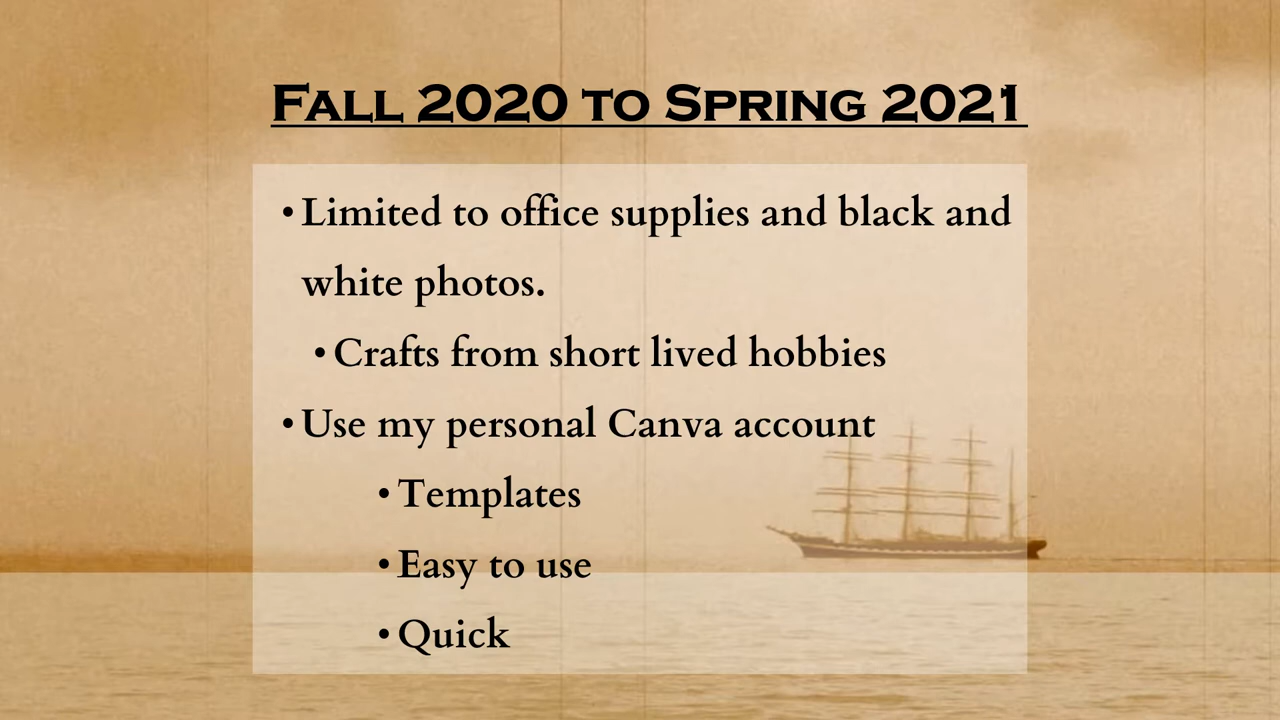 Fall 2020 to Spring 2021
• Limited to office supplies and black and
white photos.
• Crafts from short lived hobbies
• Use my personal Canva account
• Templates
• Easy to use
• Quick